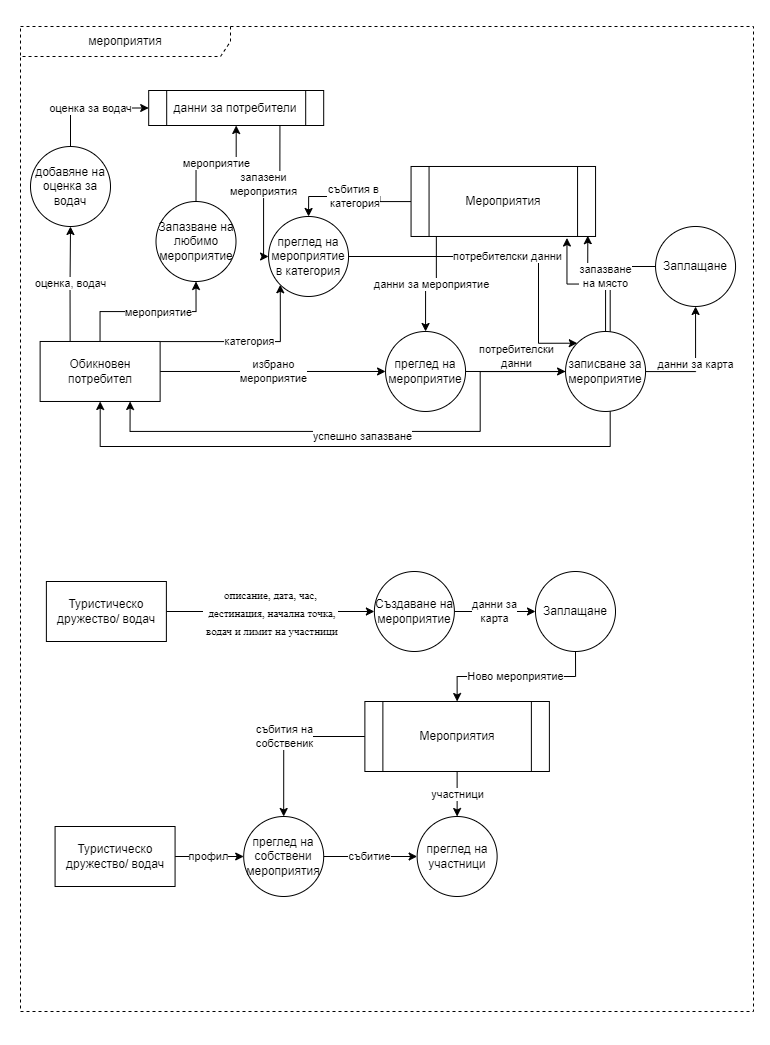 мероприятия
оценка за водач
данни за потребители
добавяне на
оценка за
водач
мероприятие
запазени
мероприятия
събития в
категория
Мероприятия
Запазване на
любимо
мероприятие
преглед на
мероприятие
в категория
потребителски данни
запазване
на място
Заплащане
оценка, водач
данни за мероприятие
мероприятие
категория
Обикновен
потребител
избрано
мероприятие
преглед на
мероприятие
потребителски
данни
записване за
мероприятие
данни за карта
успешно запазване
Туристическо
дружество/ водач
описание, дата, час,
дестинация, начална точка,
водач и лимит на участници
Създаване на
мероприятие
данни за
карта
Заплащане
Ново мероприятие
събития на
собственик
Мероприятия
участници
Туристическо
дружество/ водач
профил
преглед на
собствени
мероприятия
събитие
преглед на
участници